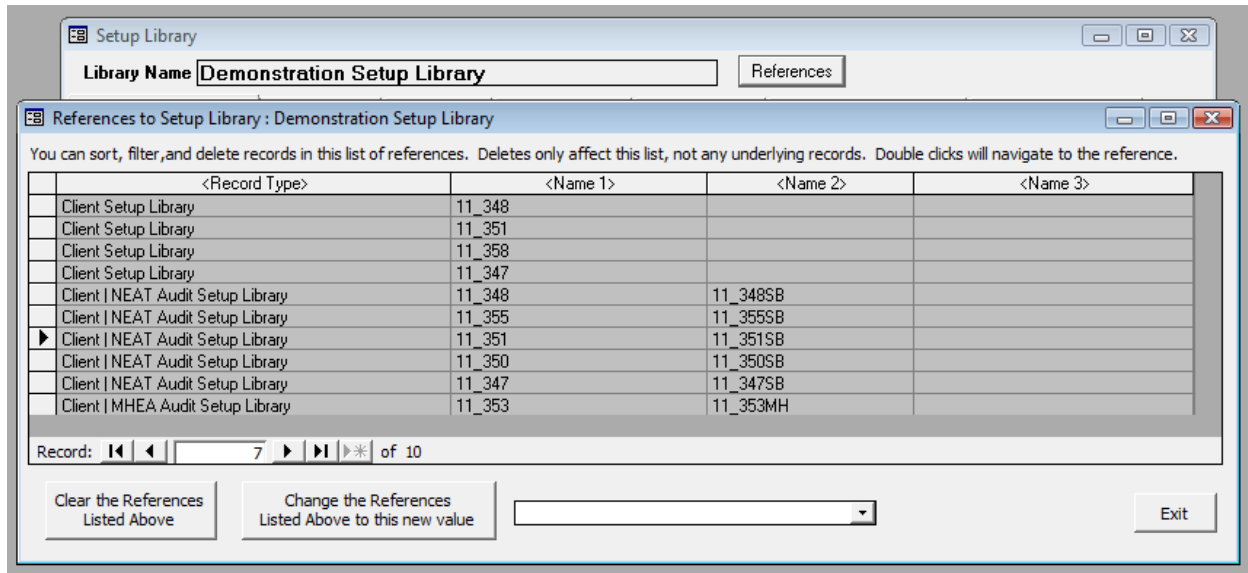 Setup Library
Library Name Demonstration Setup Library References
References to Setup Library : Demonstration Setup Library
You can sort, filter,and delete records in this list of references. Deletes only affect this list, not any underlying records. Double clicks will navigate to the reference.
<Record Type> <Name 1> <Name 2> <Name 3>
Client Setup Library 11_348
Client Setup Library 11_351
Client Setup Library 11_358
Client Setup Library 11_347
Client | NEAT Audit Setup Library 11_348 11_348SB
Client | NEAT Audit Setup Library 11_355 11_355SB
Client | NEAT Audit Setup Library 11_351 11_351SB
Client | NEAT Audit Setup Library 11_350 11_350SB
Client | NEAT Audit Setup Library 11_347 11_347SB
Client | MHEA Audit Setup Library 11_353 11_353MH
Record: 7 of 10
Clear the References
Listed Above
Change the References
Listed Above to this new value
Exit